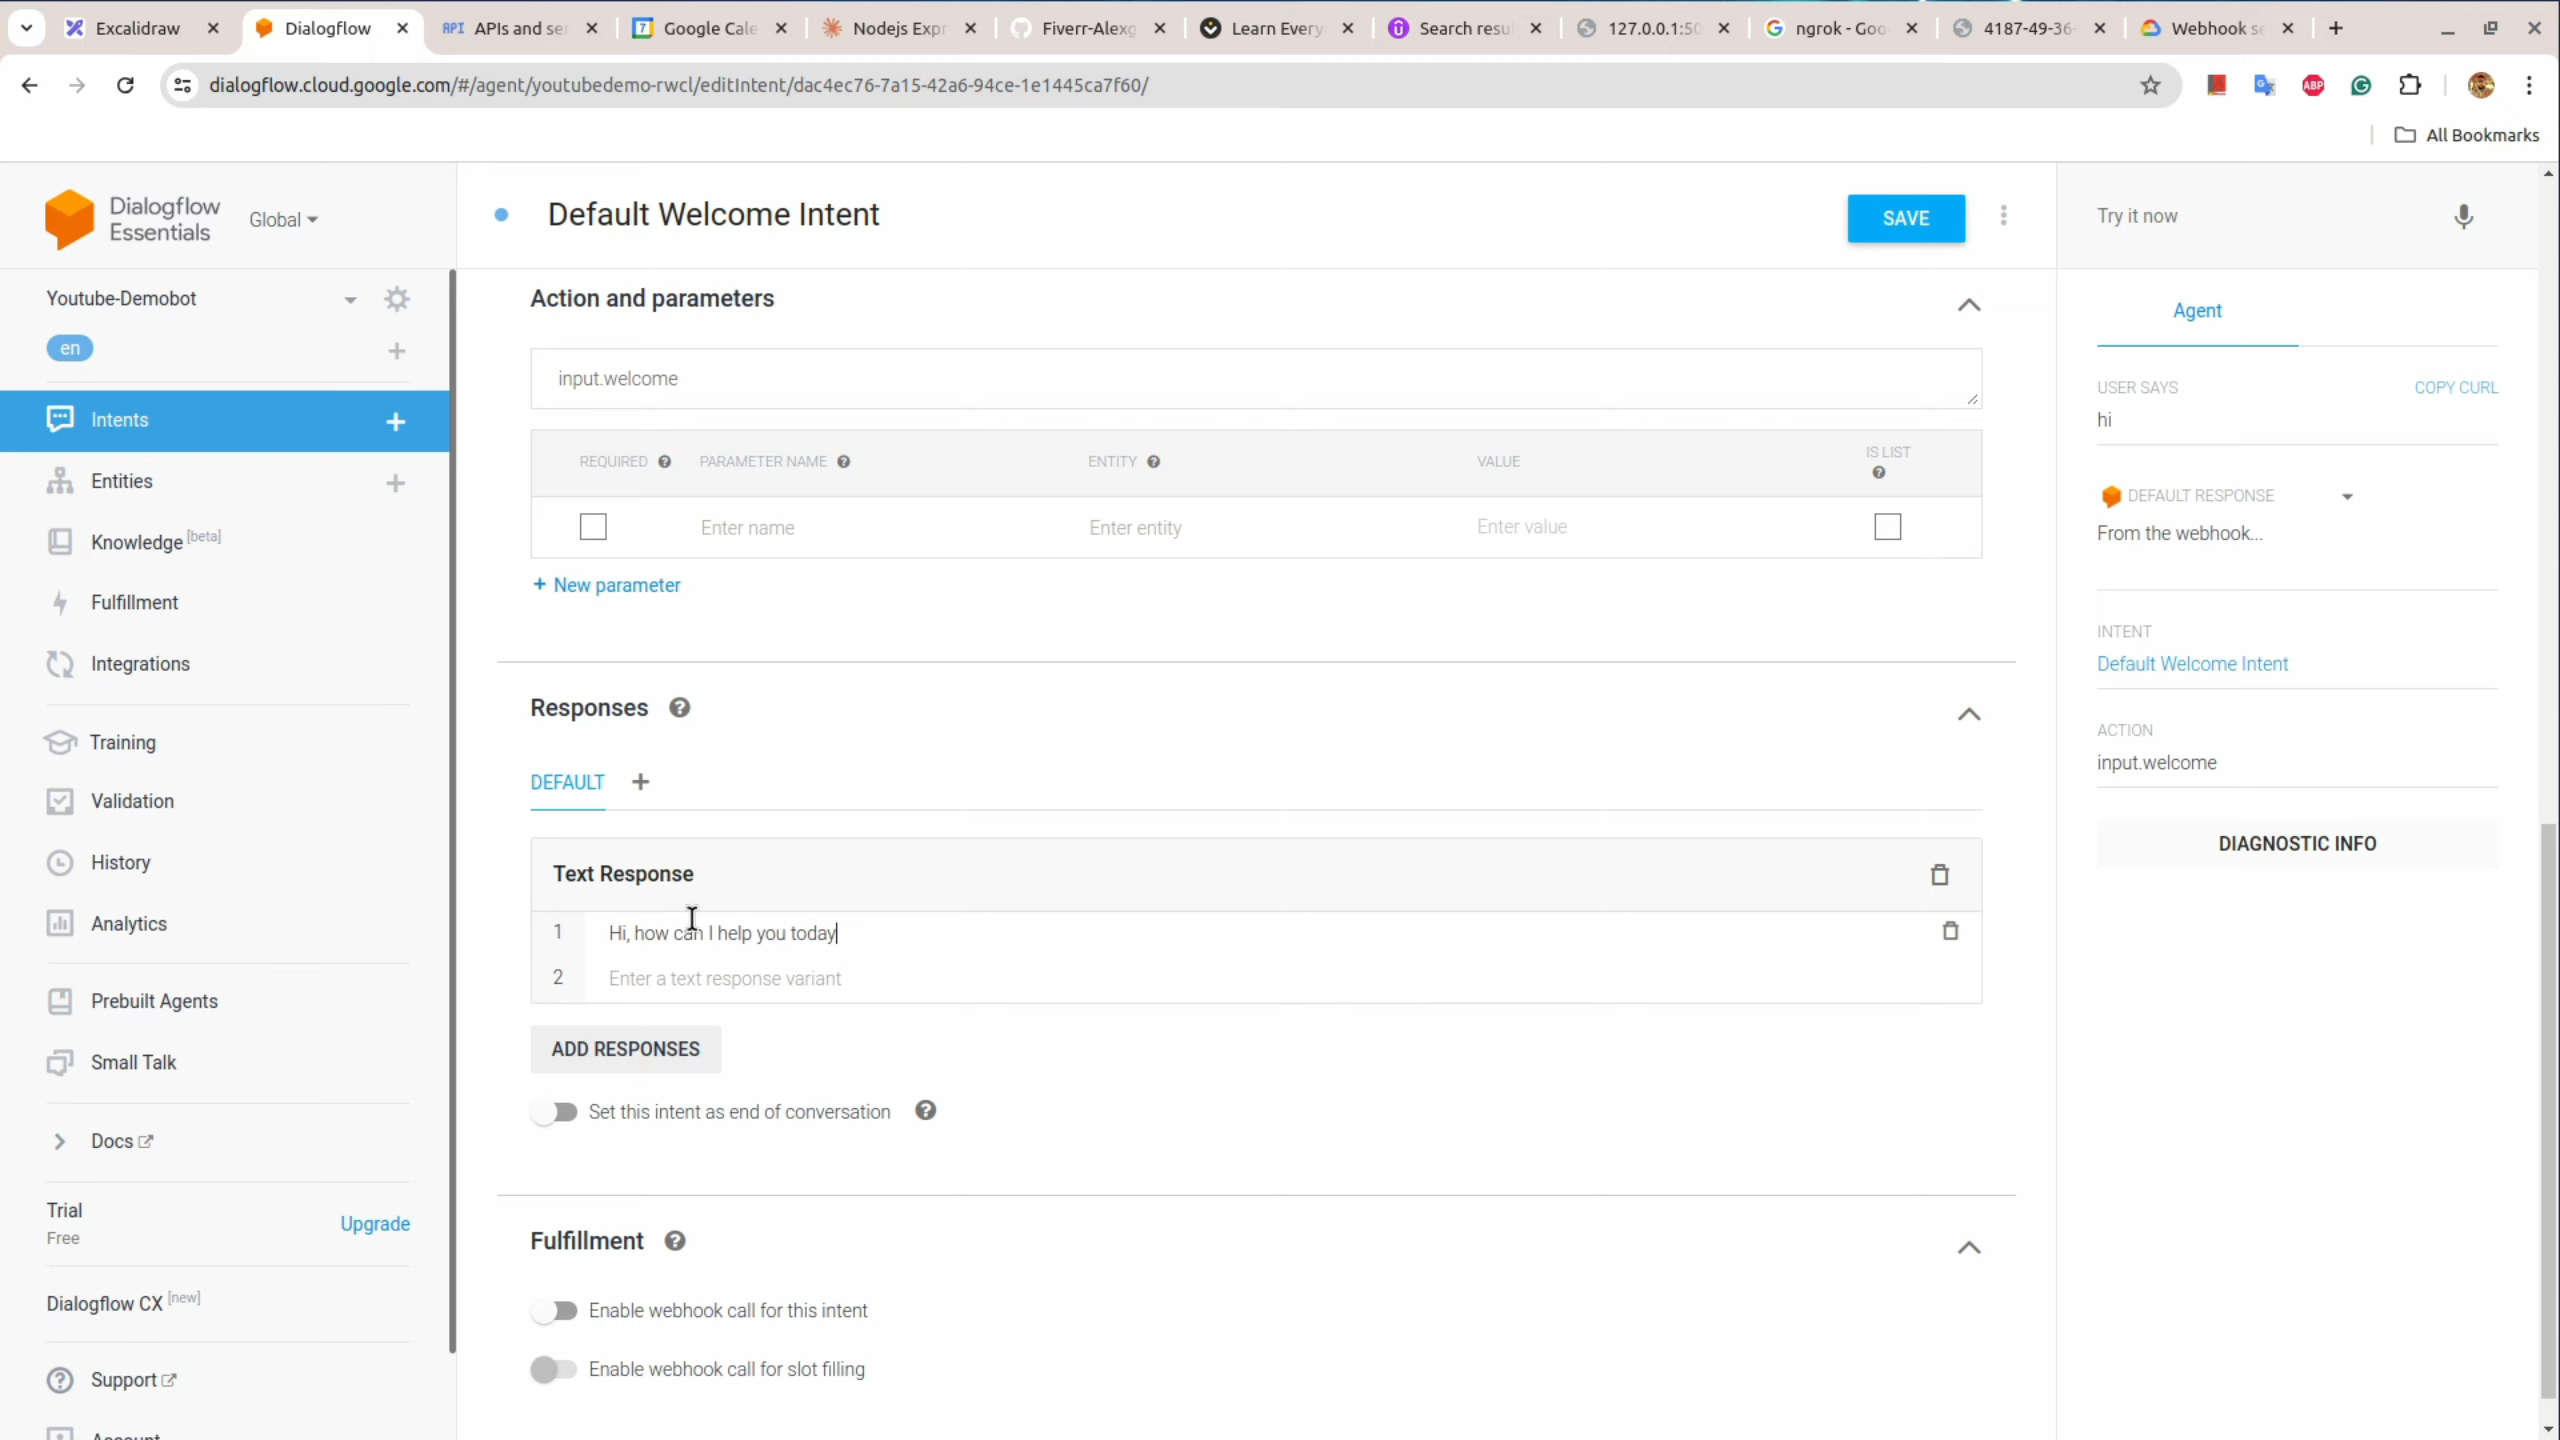 Excalidraw
Dialogflow
API APIs and ser
7 Google Cale
Nodejs Expr
Fiverr-Alexg
Learn Every
Search resu
127.0.0.1:50
ngrok - Goo
4187-49-36-
Webhook se
dialogflow.cloud.google.com/#/agent/youtubedemo-rwcl/editIntent/dac4ec76-7a15-42a6-94ce-1e1445ca7f60/
ABP
All Bookmarks
Dialogflow
Essentials
Global
Youtube-Demobot
en
Intents
Entities
Knowledge [beta]
Fulfillment
Integrations
Training
Validation
History
Analytics
Prebuilt Agents
Small Talk
Docs
Trial
Free
Upgrade
Dialogflow CX [new]
Support
Account
Default Welcome Intent
SAVE
Action and parameters
input.welcome
REQUIRED PARAMETER NAME ENTITY VALUE IS LIST
Enter name Enter entity Enter value
+ New parameter
Responses
DEFAULT
Text Response
1 Hi, how can I help you today
2 Enter a text response variant
ADD RESPONSES
Set this intent as end of conversation
Fulfillment
Enable webhook call for this intent
Enable webhook call for slot filling
Try it now
Agent
USER SAYS COPY CURL
hi
DEFAULT RESPONSE
From the webhook...
INTENT
Default Welcome Intent
ACTION
input.welcome
DIAGNOSTIC INFO